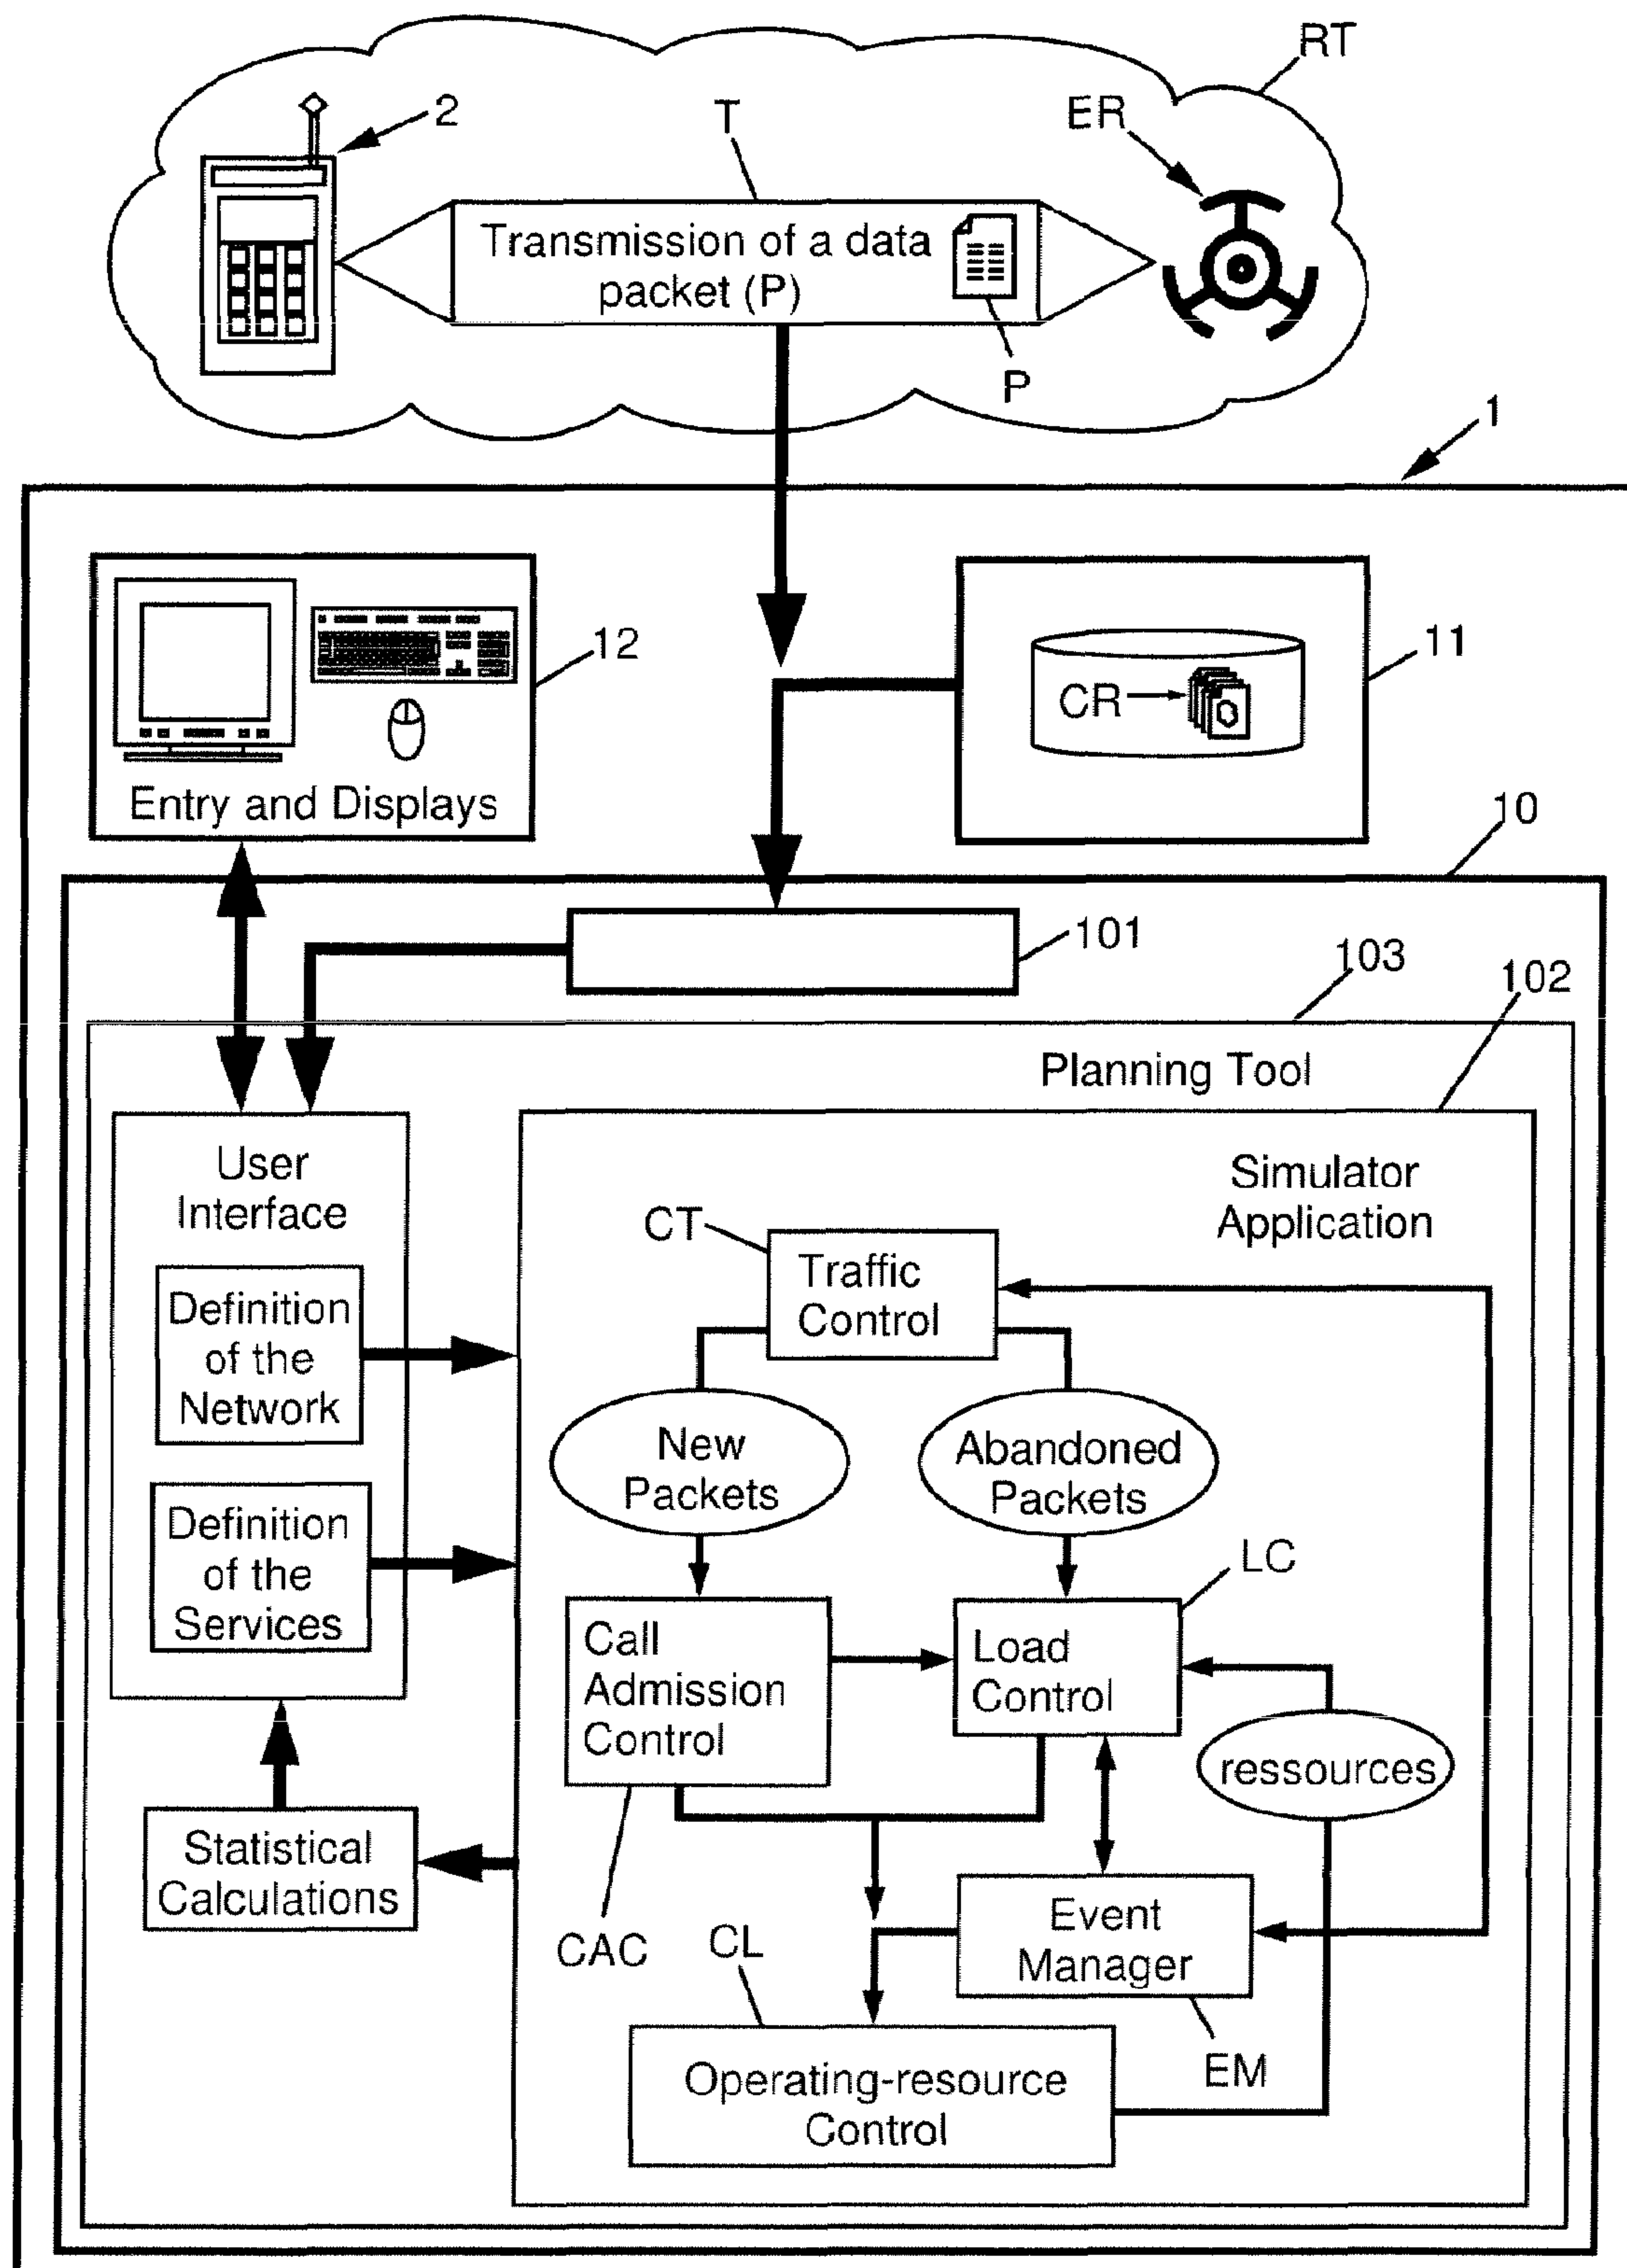 RT
2
T
ER
Transmission of a data
packet (P)
P
1
12
11
CR
Entry and Displays
10
101
103
102
Planning Tool
User
Interface
Simulator
Application
CT
Traffic
Control
Definition
of the
Network
New
Packets
Abandoned
Packets
Definition
of the
Services
LC
Call
Admission
Control
Load
Control
ressources
Statistical
Calculations
CAC
CL
Event
Manager
EM
Operating-resource
Control